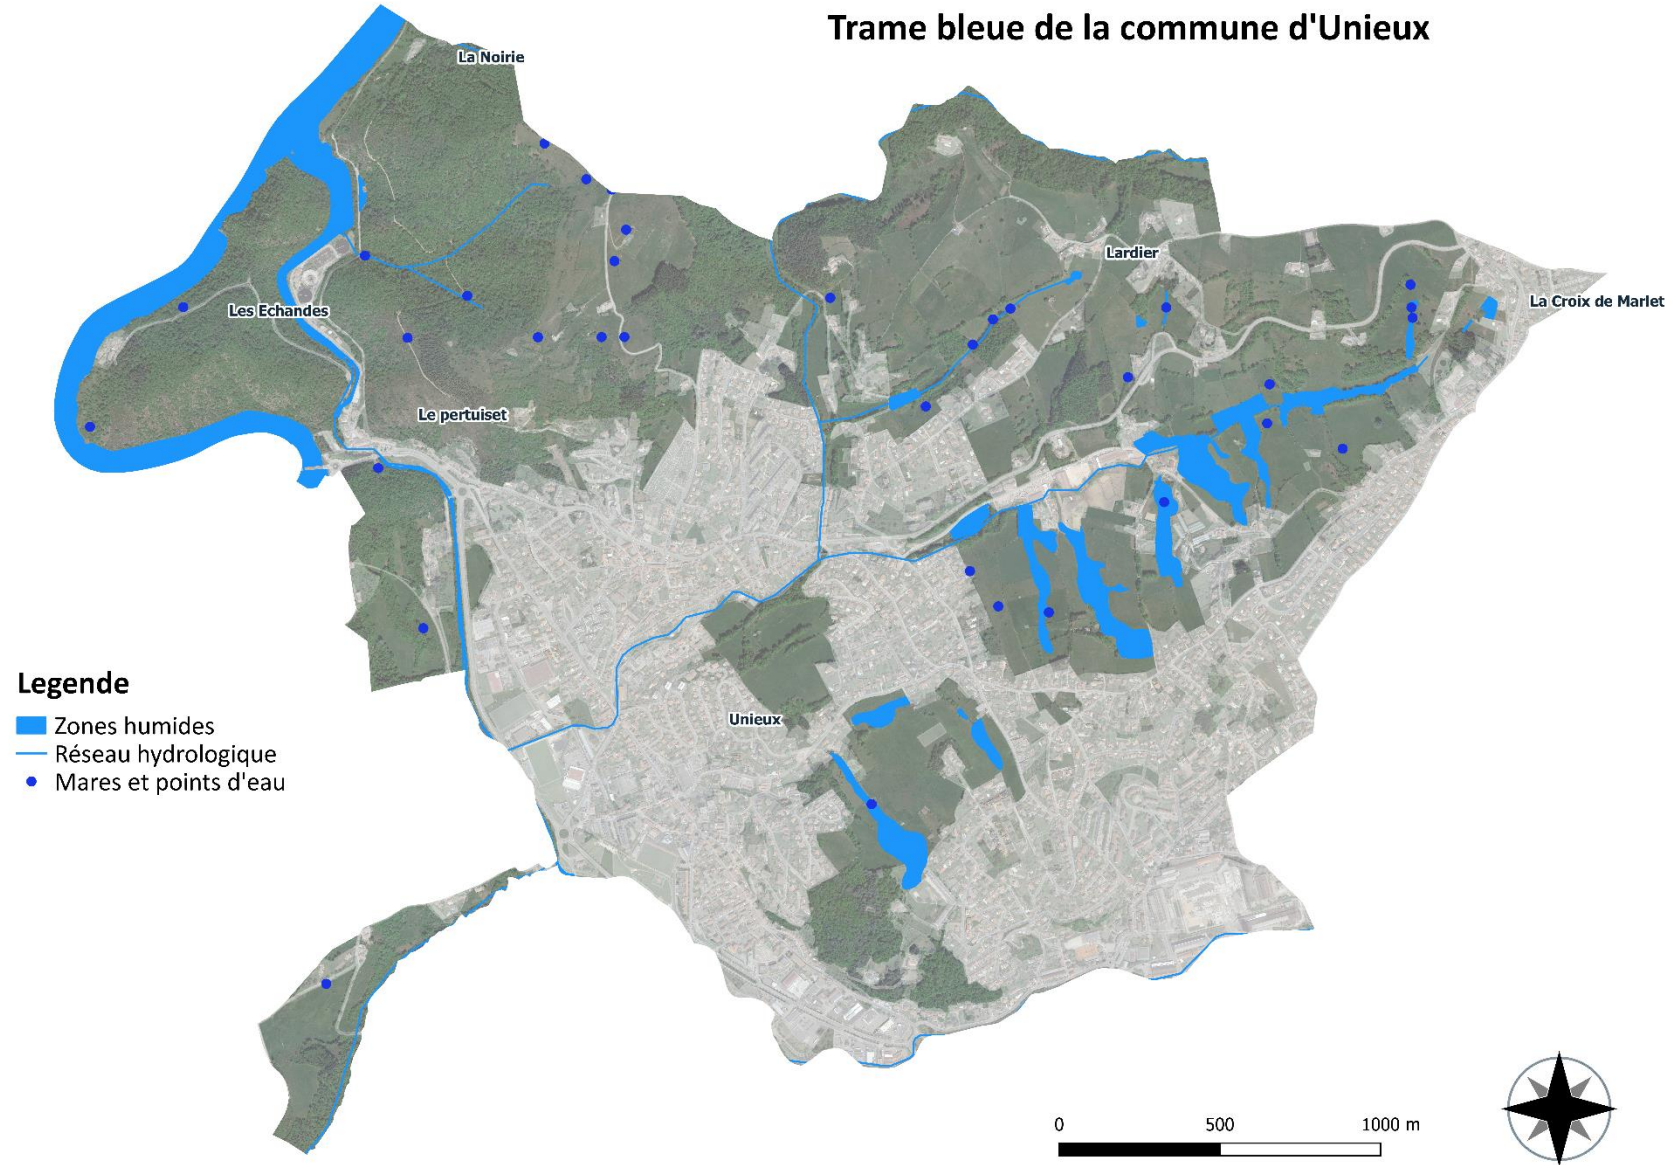 Trame bleue de la commune d'Unieux
La Noirie
Lardier
La Croix de Marlet
Les Echandes
Le pertuiset
Unieux
Legende
Zones humides
Réseau hydrologique
Mares et points d'eau
0 500 1000 m